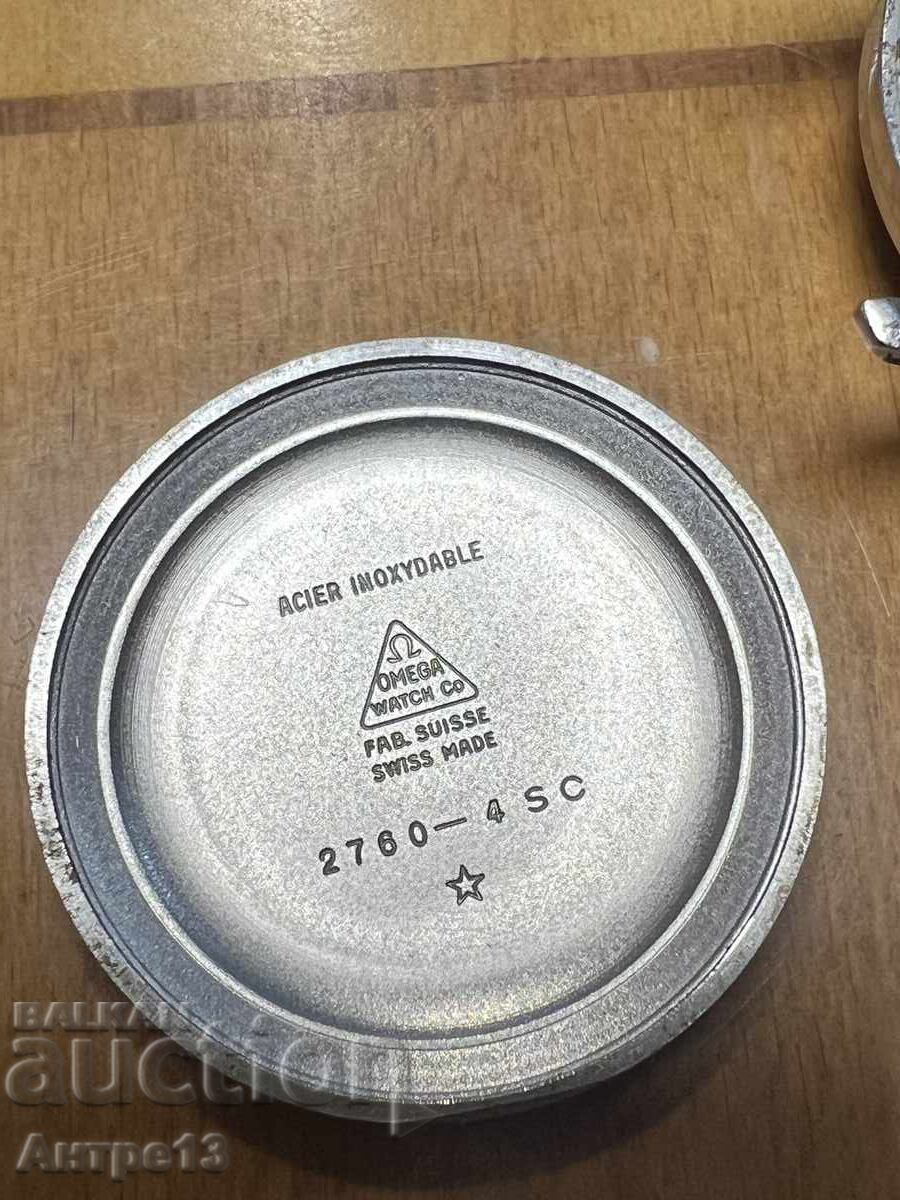 ACIER INOXYDABLE
Ω
OMEGA
WATCH Co
FAB. SUISSE
SWISS MADE
2760-4 SC
BALKAN
auction
Антре13